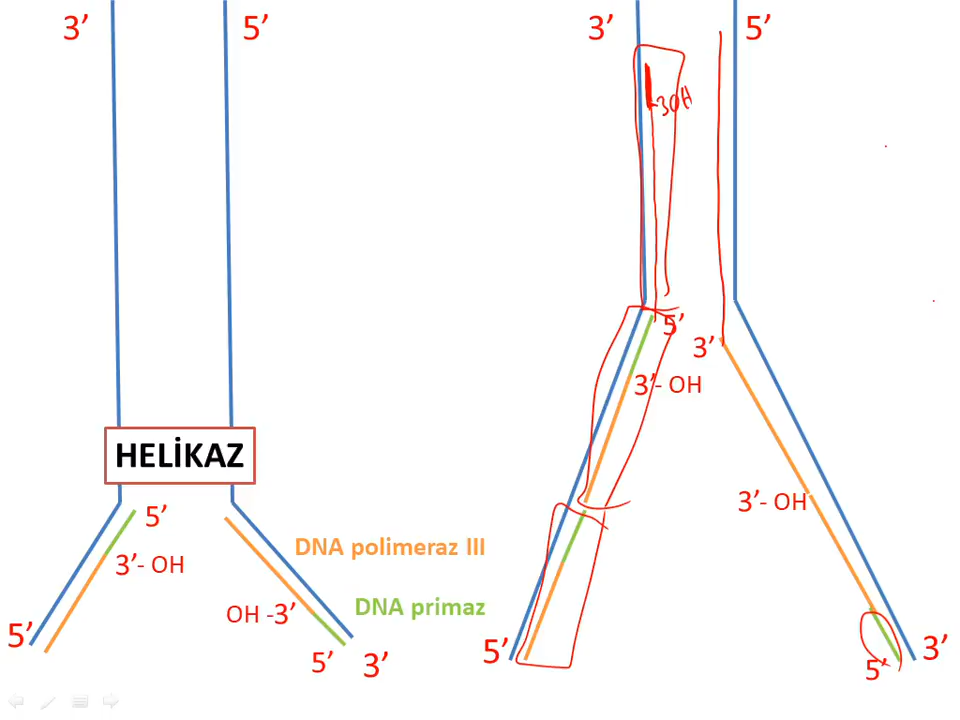 3’ 5’
HELİKAZ
5’
3’- OH
5’
OH -3’
5’ 3’
DNA polimeraz III
DNA primaz
3’ 5’
3OH
5’
3’
3’- OH
3’- OH
5’
5’ 3’